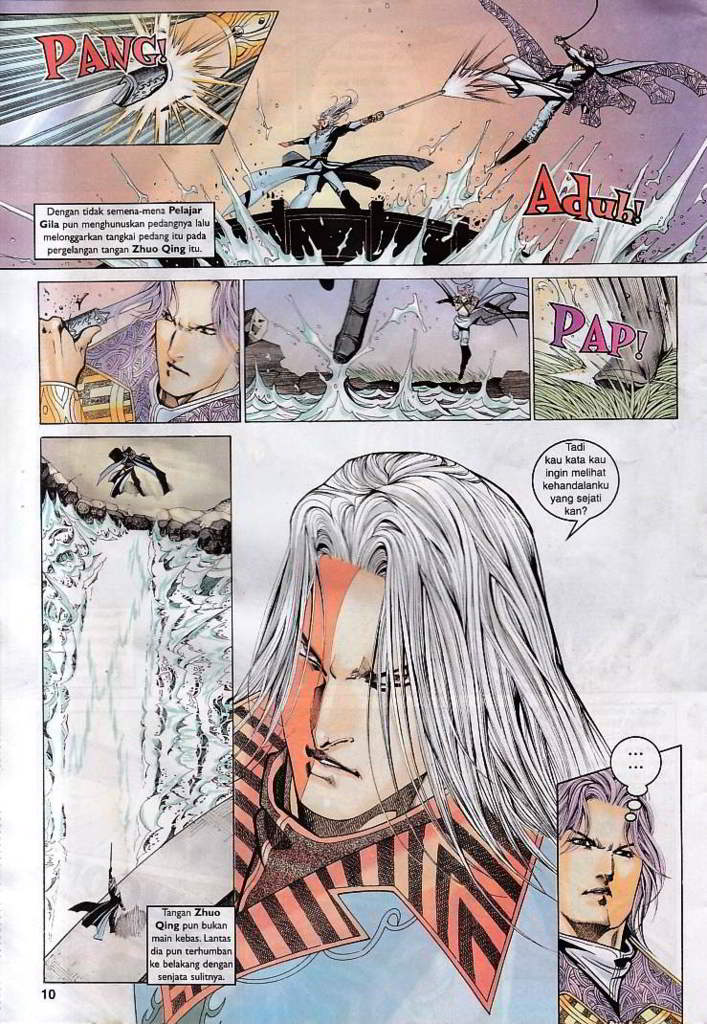 PANG!
Dengan tidak semena-mena Pelajar
Gila pun menghunuskan pedangnya lalu
melonggarkan tangkai pedang itu pada
pergelangan tangan Zhuo Qing itu.
Aduh!
PAP!
Tadi
kau kata kau
ingin melihat
kehandalanku
yang sejati
kan?
...
...
Tangan Zhuo
Qing pun bukan
main kebas. Lantas
dia pun terhumban
ke belakang dengan
senjata sulitnya.
10